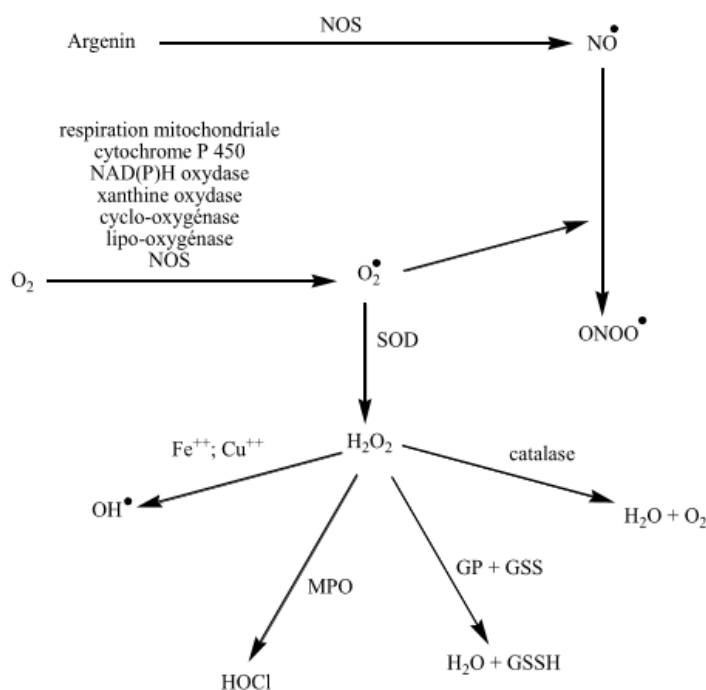 NOS
Argenin
NO•
respiration mitochondriale
cytochrome P 450
NAD(P)H oxydase
xanthine oxydase
cyclo-oxygénase
lipo-oxygénase
NOS
O₂
O₂•
ONOO•
SOD
H₂O₂
Fe⁺⁺; Cu⁺⁺
catalase
OH•
H₂O + O₂
GP + GSS
MPO
H₂O + GSSH
HOCl